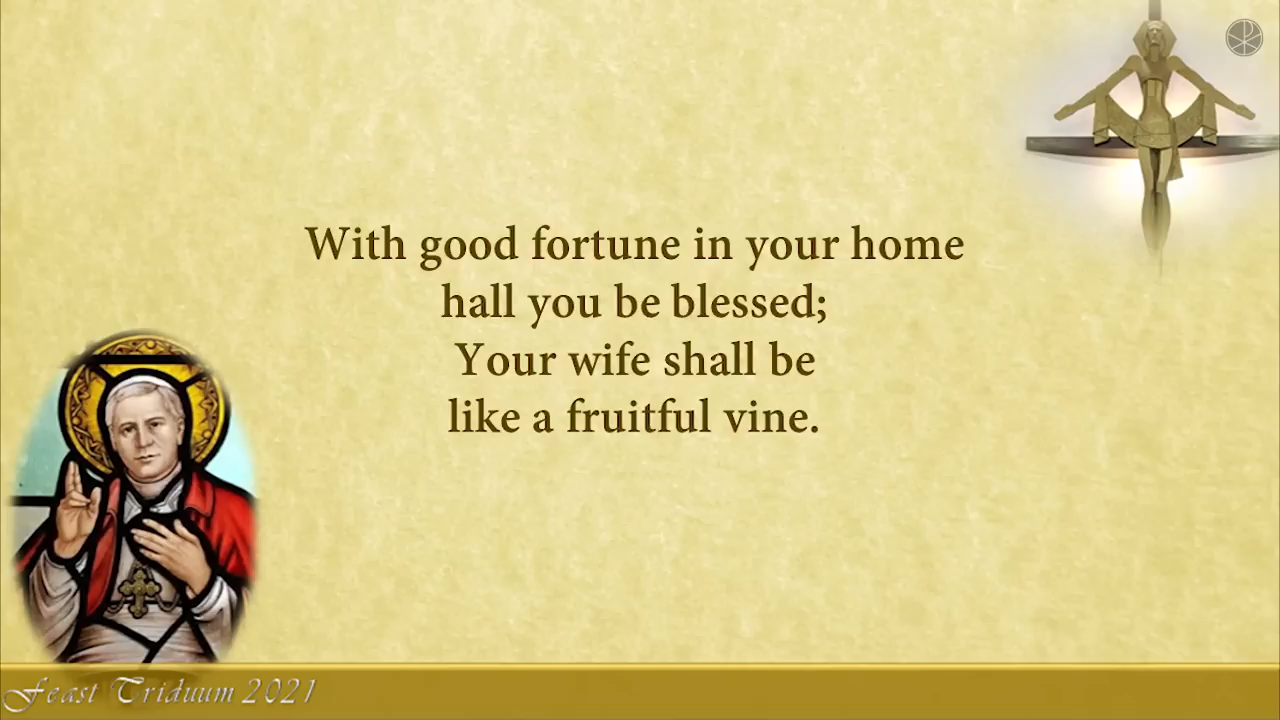 With good fortune in your home
hall you be blessed;
Your wife shall be
like a fruitful vine.
Feast Triduum 2021